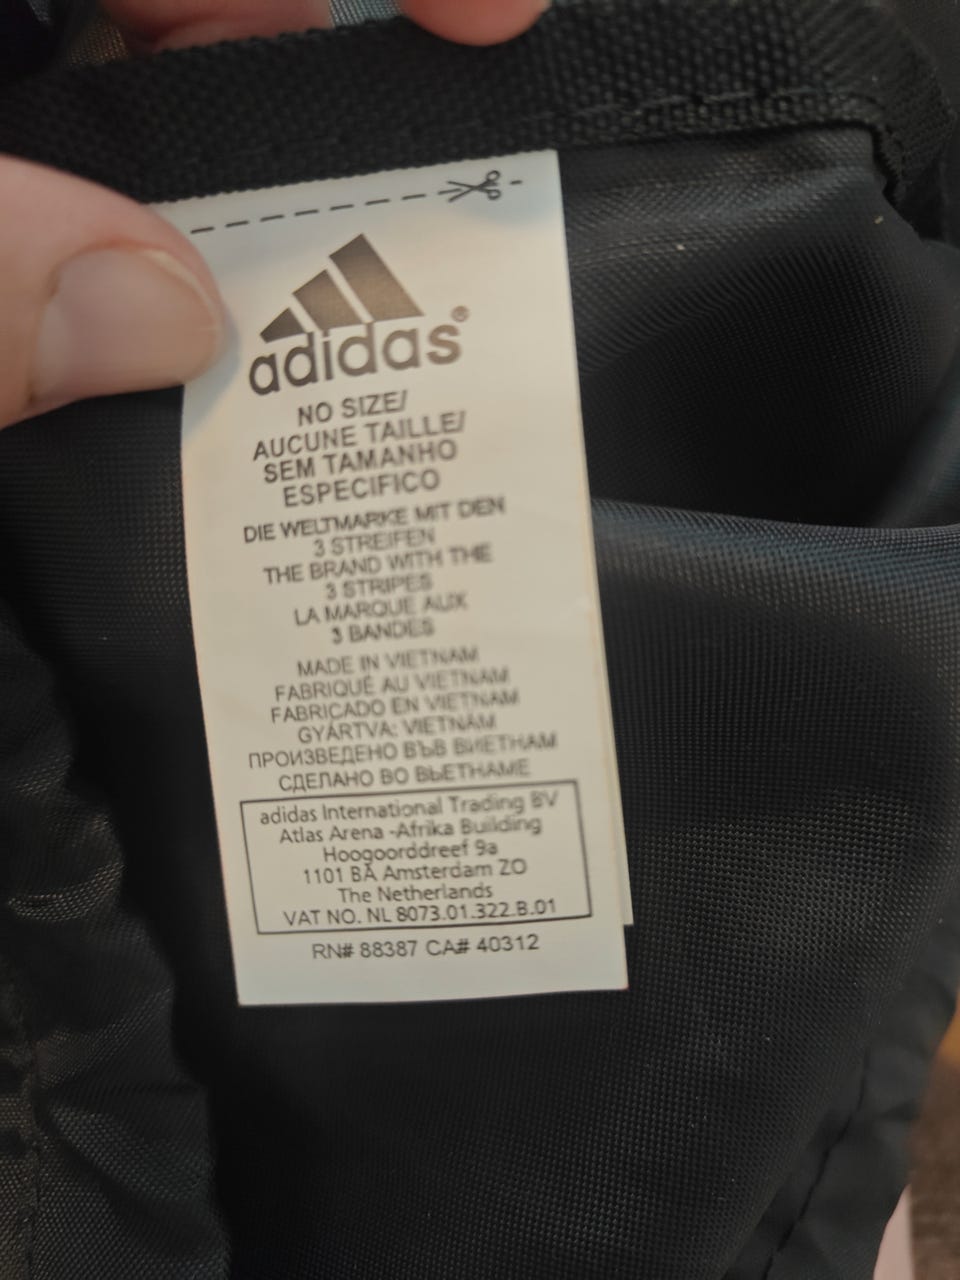 adidas®
NO SIZE/
AUCUNE TAILLE/
SEM TAMANHO
ESPECIFICO
DIE WELTMARKE MIT DEN
3 STREIFEN
THE BRAND WITH THE
3 STRIPES
LA MARQUE AUX
3 BANDES
MADE IN VIETNAM
FABRIQUÉ AU VIETNAM
FABRICADO EN VIETNAM
GYÁRTVA: VIETNÁM
ПРОИЗВЕДЕНО ВЪВ ВИЕТНАМ
СДЕЛАНО ВО ВЬЕТНАМЕ
adidas International Trading BV
Atlas Arena -Afrika Building
Hoogoorddreef 9a
1101 BA Amsterdam ZO
The Netherlands
VAT NO. NL 8073.01.322.B.01
RN# 88387 CA# 40312